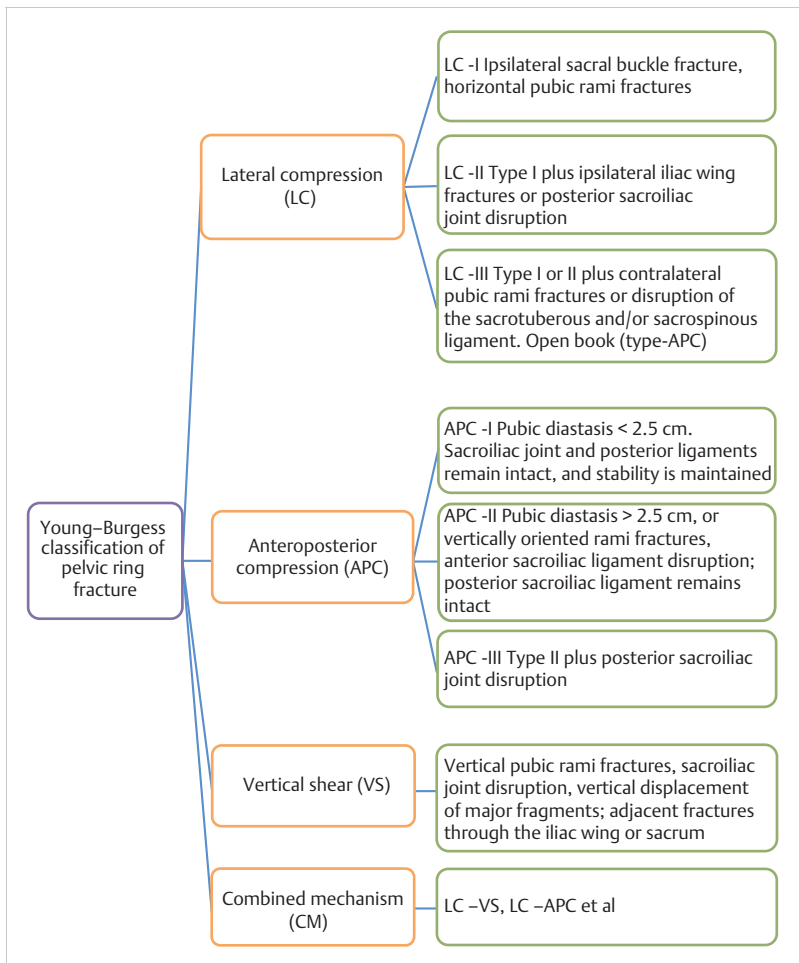 Young–Burgess
classification of
pelvic ring
fracture
Lateral compression
(LC)
LC -I Ipsilateral sacral buckle fracture,
horizontal pubic rami fractures
LC -II Type I plus ipsilateral iliac wing
fractures or posterior sacroiliac
joint disruption
LC -III Type I or II plus contralateral
pubic rami fractures or disruption of
the sacrotuberous and/or sacrospinous
ligament. Open book (type-APC)
Anteroposterior
compression (APC)
APC -I Pubic diastasis < 2.5 cm.
Sacroiliac joint and posterior ligaments
remain intact, and stability is maintained
APC -II Pubic diastasis > 2.5 cm, or
vertically oriented rami fractures,
anterior sacroiliac ligament disruption;
posterior sacroiliac ligament remains
intact
APC -III Type II plus posterior sacroiliac
joint disruption
Vertical shear (VS)
Vertical pubic rami fractures, sacroiliac
joint disruption, vertical displacement
of major fragments; adjacent fractures
through the iliac wing or sacrum
Combined mechanism
(CM)
LC –VS, LC –APC et al